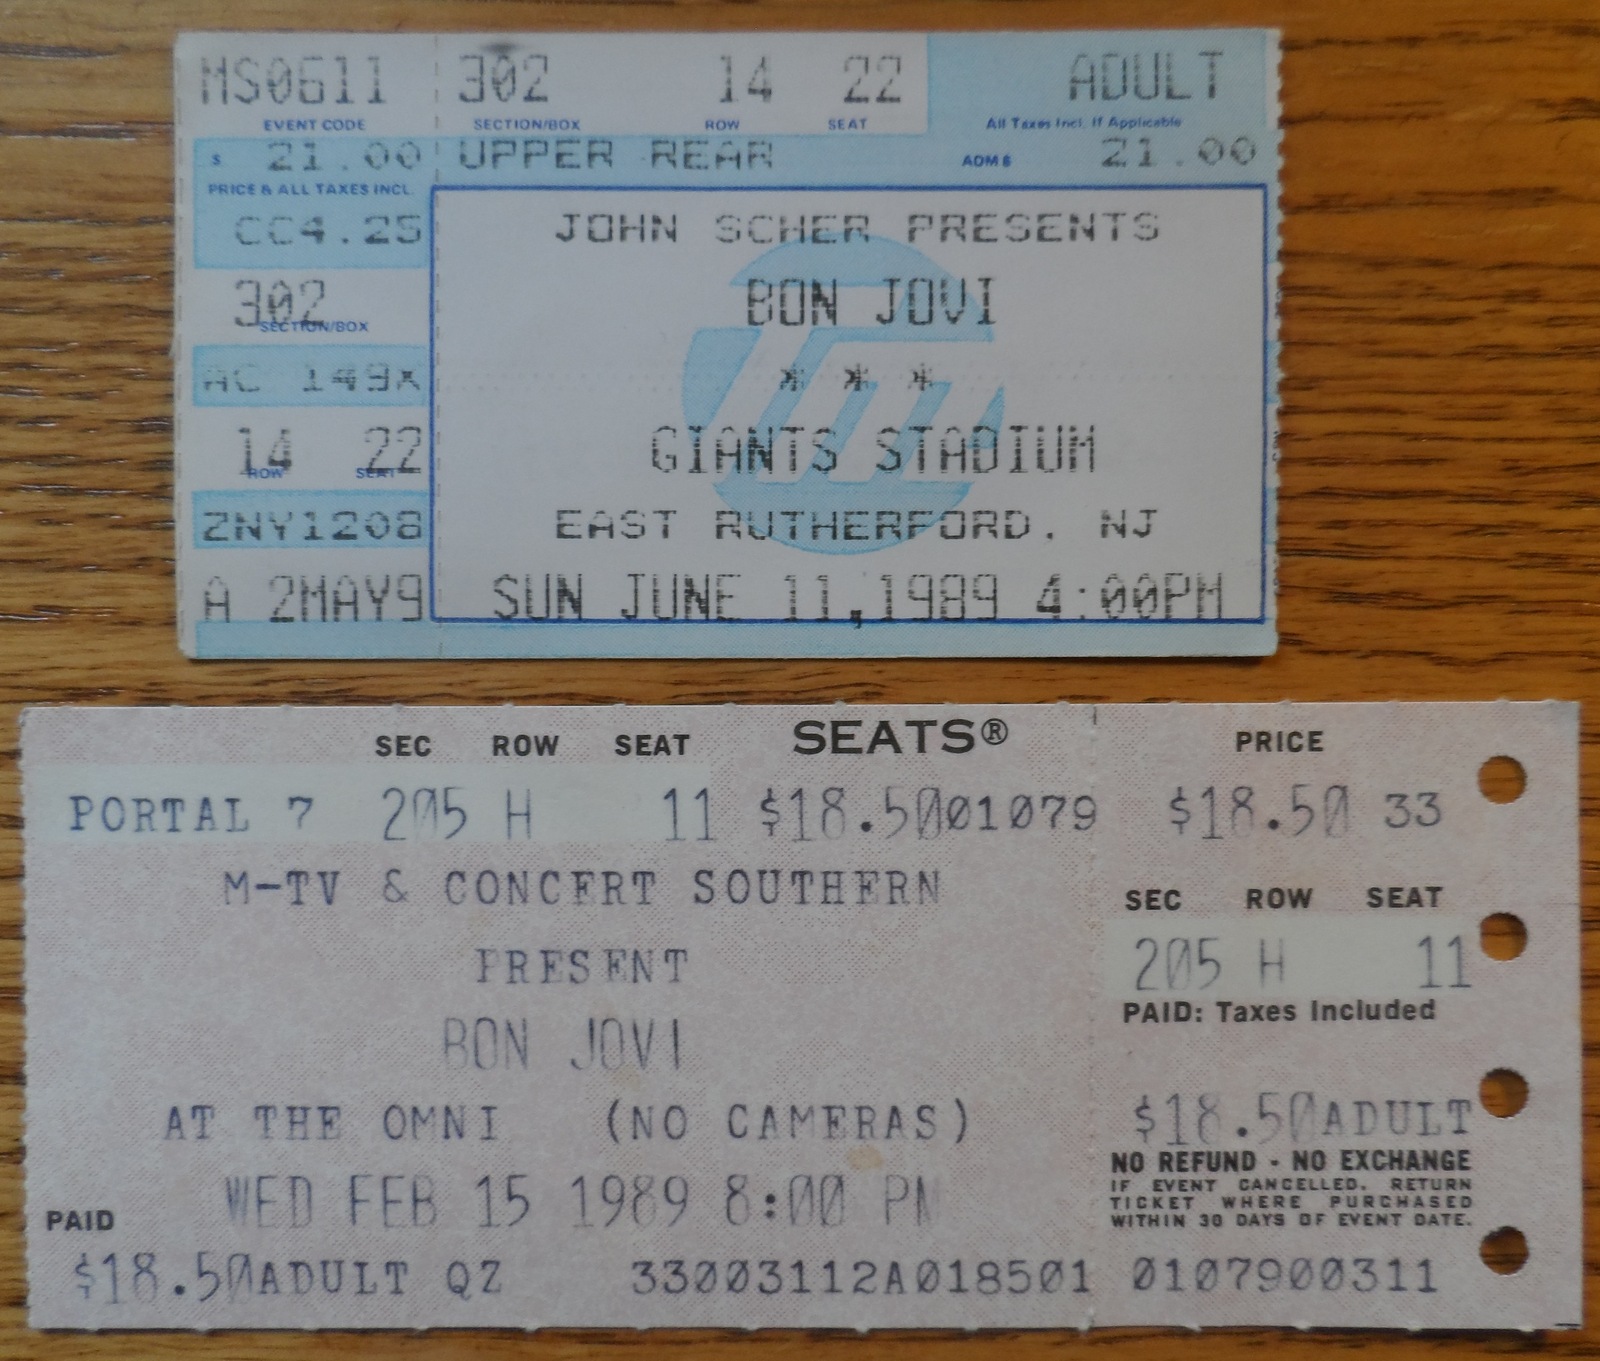 MS0611 302 14 22 ADULT
EVENT CODE SECTION/BOX ROW SEAT All Taxes Incl. If Applicable
$ 21.00 UPPER REAR ADM $ 21.00
PRICE & ALL TAXES INCL.
CC4.25 JOHN SCHER PRESENTS
302 BON JOVI
SECTION/BOX
AC 149X * * *
14 22 GIANTS STADIUM
ROW SEAT
ZNY1208 EAST RUTHERFORD, NJ
A 2MAY9 SUN JUNE 11,1989 4:00PM
SEC ROW SEAT SEATS® PRICE
PORTAL 7 205 H 11 $18.5001079 $18.50 33
M-TV & CONCERT SOUTHERN
SEC ROW SEAT
PRESENT 205 H 11
PAID: Taxes Included
BON JOVI
AT THE OMNI (NO CAMERAS) $18.50ADULT
NO REFUND - NO EXCHANGE
IF EVENT CANCELLED, RETURN
TICKET WHERE PURCHASED
WITHIN 30 DAYS OF EVENT DATE.
WED FEB 15 1989 8:00 PM
PAID
$18.50ADULT QZ 33003112A018501 0107900311